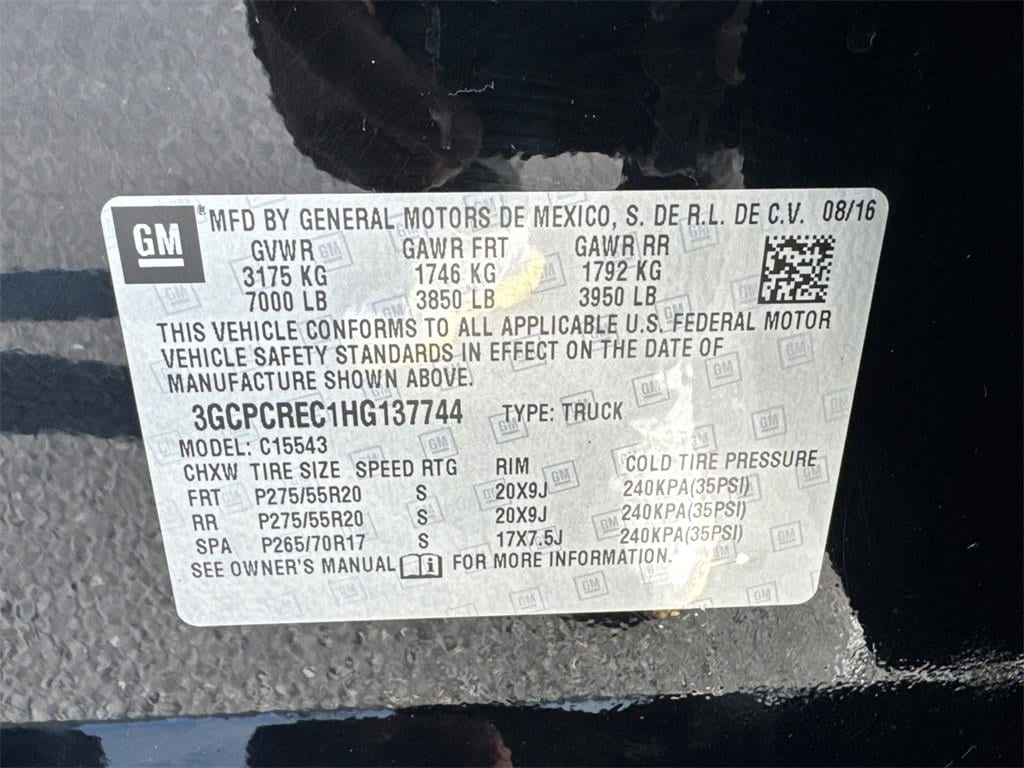 GM ® MFD BY GENERAL MOTORS DE MEXICO, S. DE R.L. DE C.V. 08/16
GVWR GAWR FRT GAWR RR
3175 KG 1746 KG 1792 KG
7000 LB 3850 LB 3950 LB
THIS VEHICLE CONFORMS TO ALL APPLICABLE U.S. FEDERAL MOTOR
VEHICLE SAFETY STANDARDS IN EFFECT ON THE DATE OF
MANUFACTURE SHOWN ABOVE.
3GCPCREC1HG137744 TYPE: TRUCK
MODEL: C15543
CHXW TIRE SIZE SPEED RTG RIM COLD TIRE PRESSURE
FRT P275/55R20 S 20X9J 240KPA(35PSI)
RR P275/55R20 S 20X9J 240KPA(35PSI)
SPA P265/70R17 S 17X7.5J 240KPA(35PSI)
SEE OWNER'S MANUAL i FOR MORE INFORMATION.